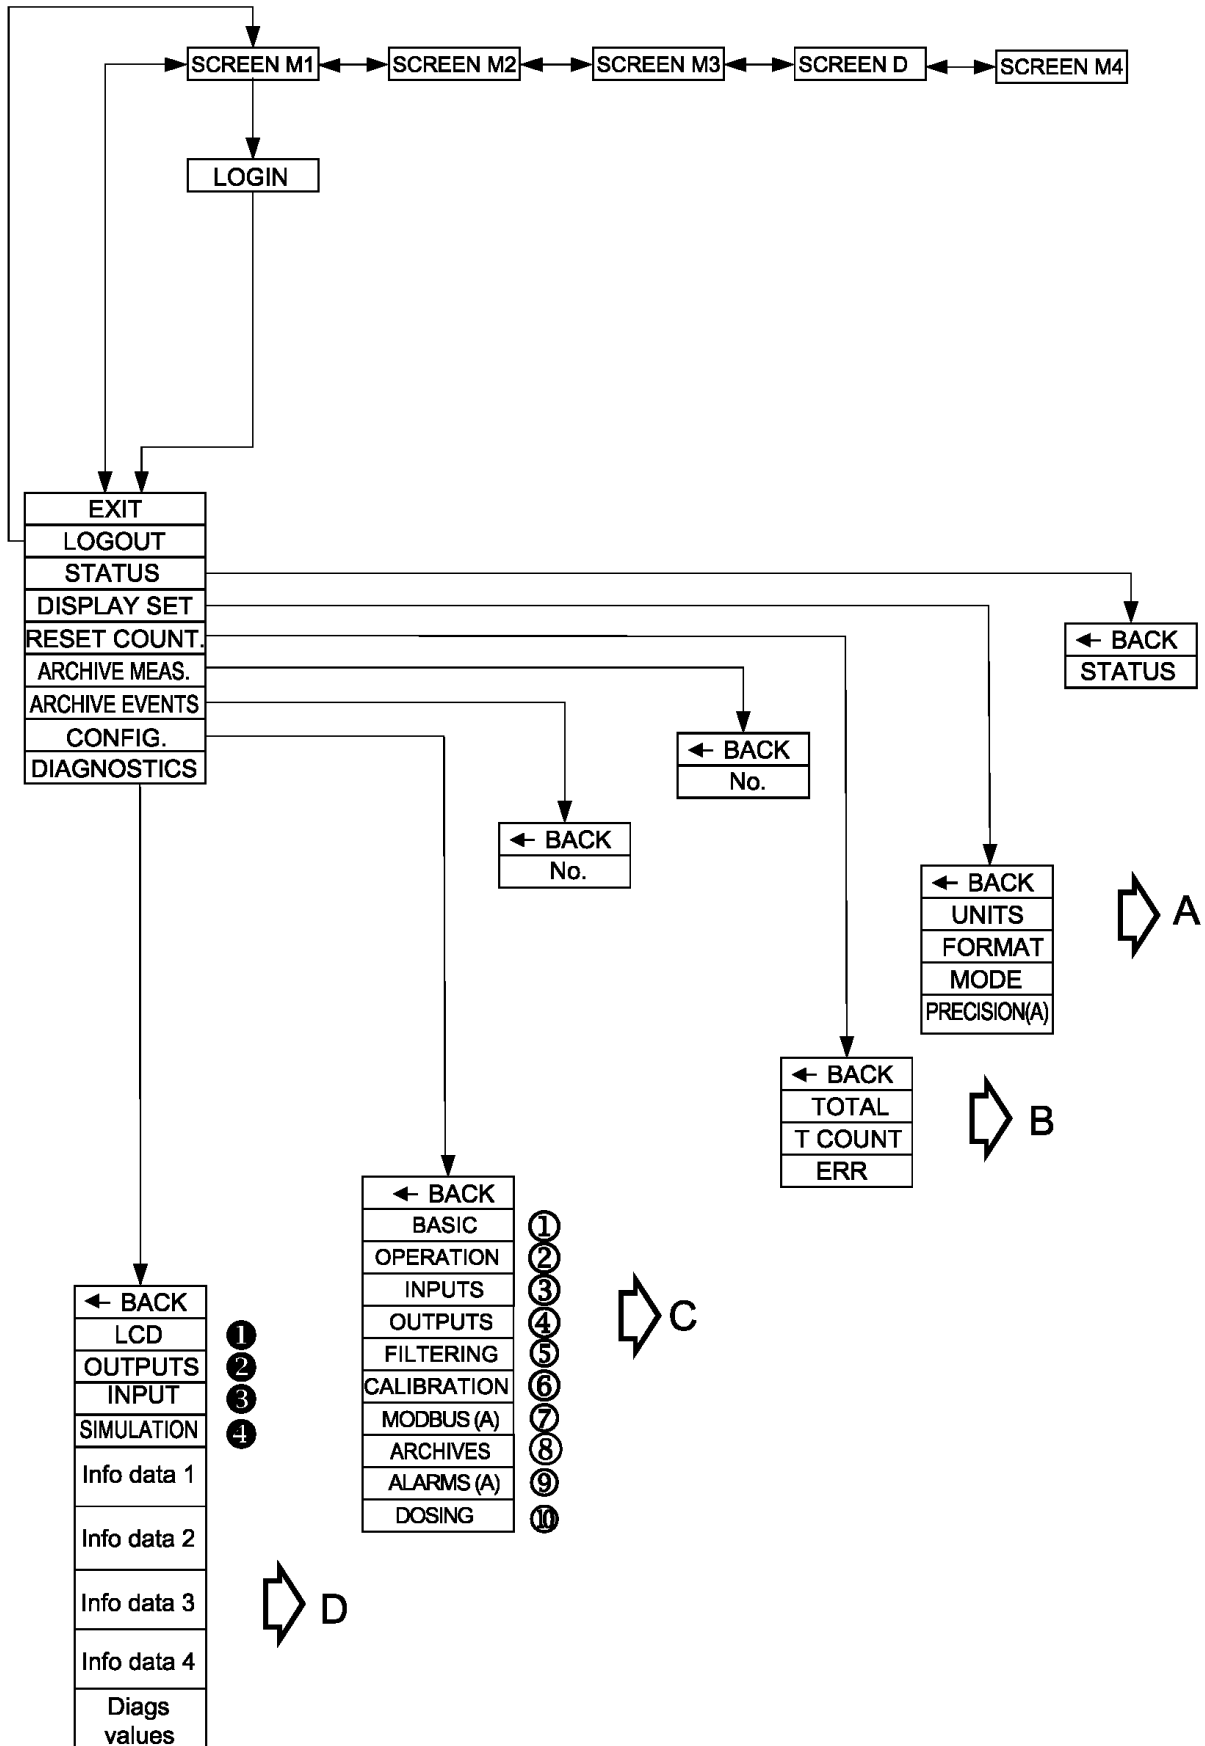 SCREEN M1
SCREEN M2
SCREEN M3
SCREEN D
SCREEN M4
LOGIN
EXIT
LOGOUT
STATUS
DISPLAY SET
RESET COUNT.
ARCHIVE MEAS.
ARCHIVE EVENTS
CONFIG.
DIAGNOSTICS
← BACK
STATUS
← BACK
No.
← BACK
No.
← BACK
UNITS
FORMAT
MODE
PRECISION(A)
A
← BACK
TOTAL
T COUNT
ERR
B
← BACK
BASIC ①
OPERATION ②
INPUTS ③
OUTPUTS ④
FILTERING ⑤
CALIBRATION ⑥
MODBUS (A) ⑦
ARCHIVES ⑧
ALARMS (A) ⑨
DOSING ⑩
C
← BACK
LCD ❶
OUTPUTS ❷
INPUT ❸
SIMULATION ❹
Info data 1
Info data 2
Info data 3
Info data 4
Diags
values
D